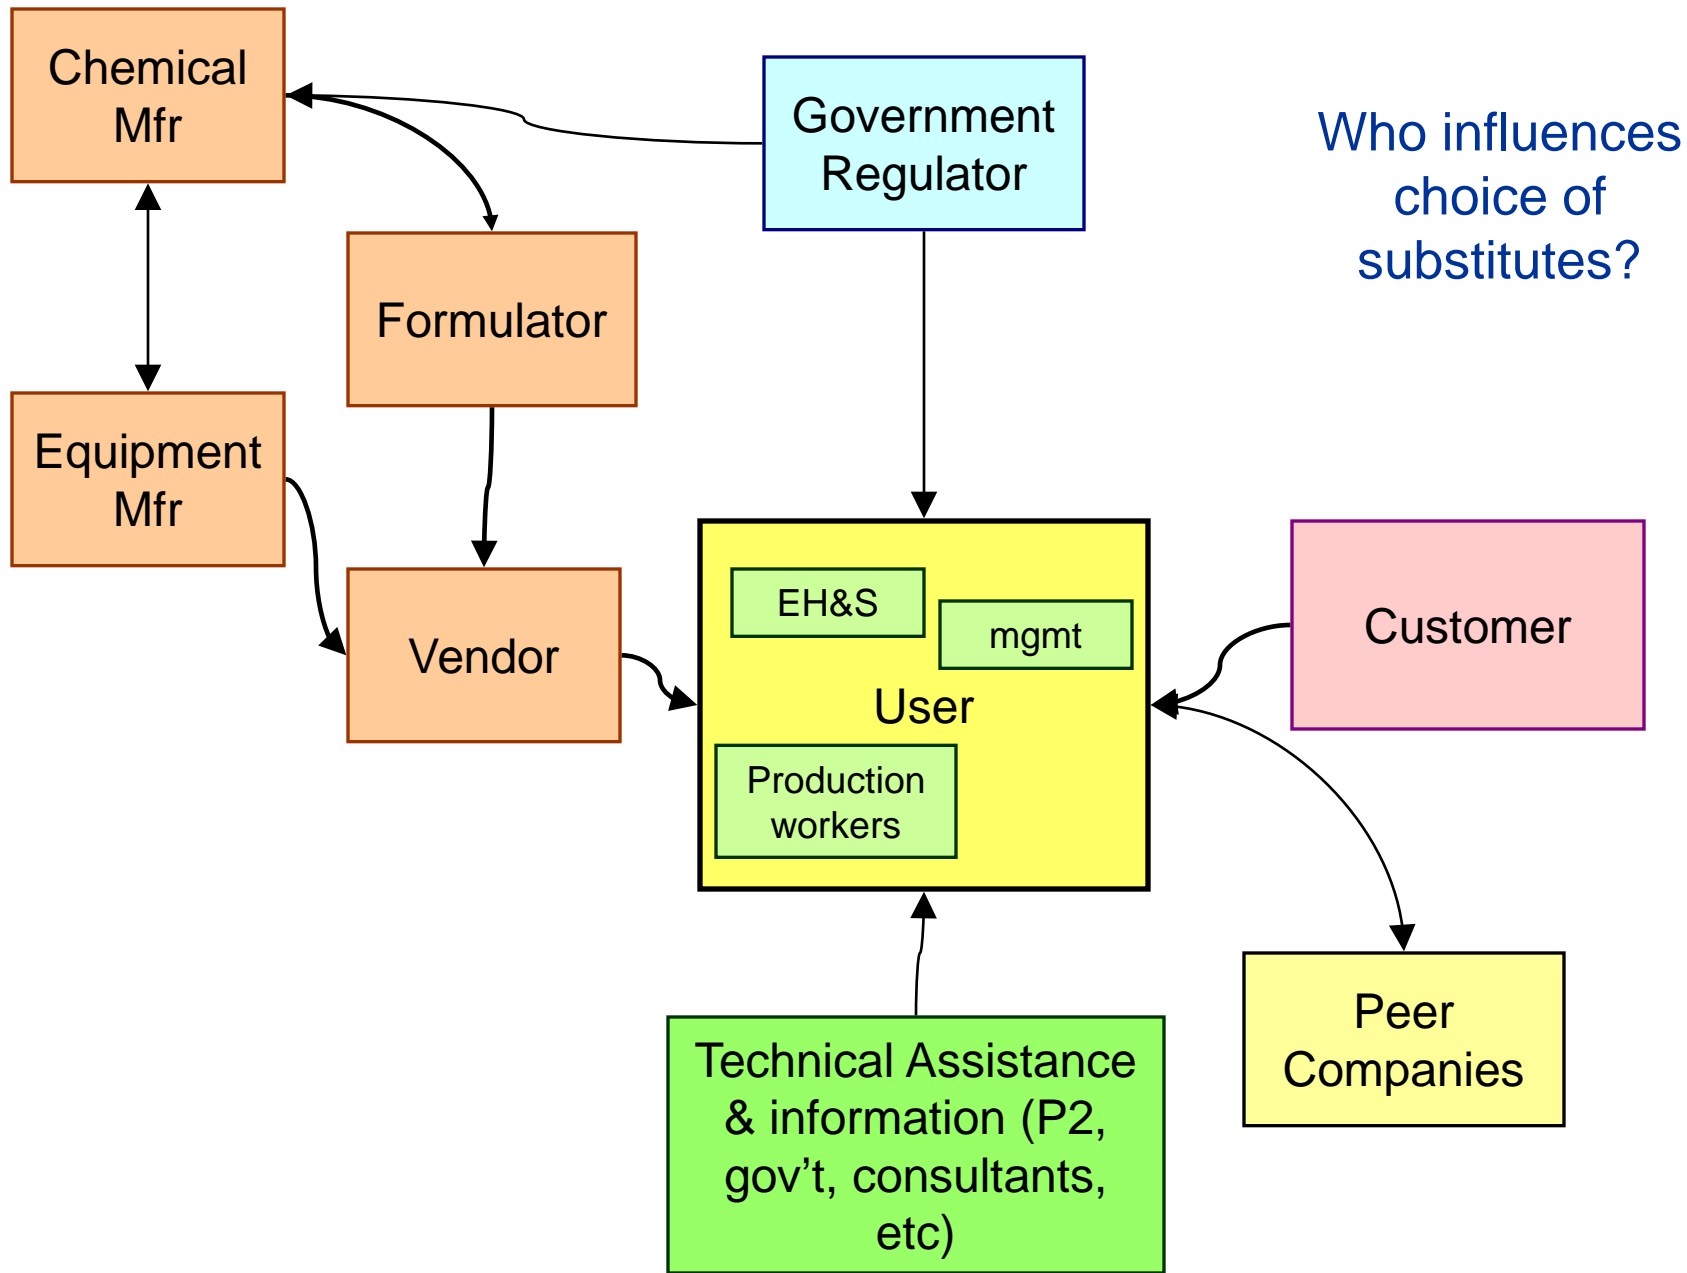 Chemical
Mfr
Government
Regulator
Who influences
choice of
substitutes?
Formulator
Equipment
Mfr
Vendor
EH&S
mgmt
User
Production
workers
Customer
Peer
Companies
Technical Assistance
& information (P2,
gov’t, consultants,
etc)